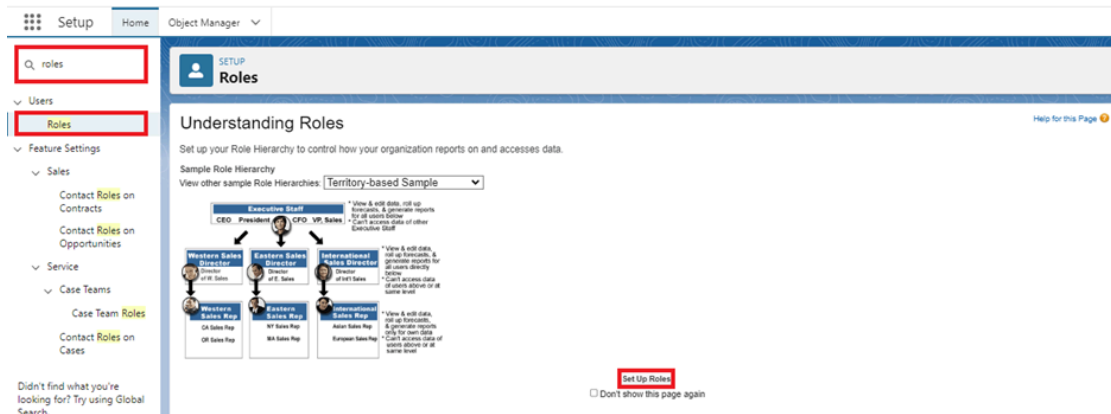 Setup
Home
Object Manager
roles
Users
Roles
Feature Settings
Sales
Contact Roles on
Contracts
Contact Roles on
Opportunities
Service
Case Teams
Case Team Roles
Contact Roles on
Cases
Didn't find what you're
looking for? Try using Global
Search
SETUP
Roles
Understanding Roles
Help for this Page
Set up your Role Hierarchy to control how your organization reports on and accesses data.
Sample Role Hierarchy
View other sample Role Hierarchies: Territory-based Sample
Executive Staff
CEO President CFO VP, Sales
* View & edit data, roll up
forecasts, & generate reports
for all users below
* Can't access data of other
Executive Staff
Western Sales
Director
Director
of W. Sales
Eastern Sales
Director
Director
of E. Sales
International
Sales Director
Director
of Int'l Sales
* View & edit data,
roll up forecasts, &
generate reports for
all users directly
below
* Can't access data
of users above or at
same level
Western
Sales Rep
CA Sales Rep
OR Sales Rep
Eastern
Sales Rep
NY Sales Rep
MA Sales Rep
International
Sales Rep
Asian Sales Rep
European Sales Rep
* View & edit data,
roll up forecasts,
& generate reports
only for own data
* Can't access data of
users above or at
same level
Set Up Roles
Don't show this page again